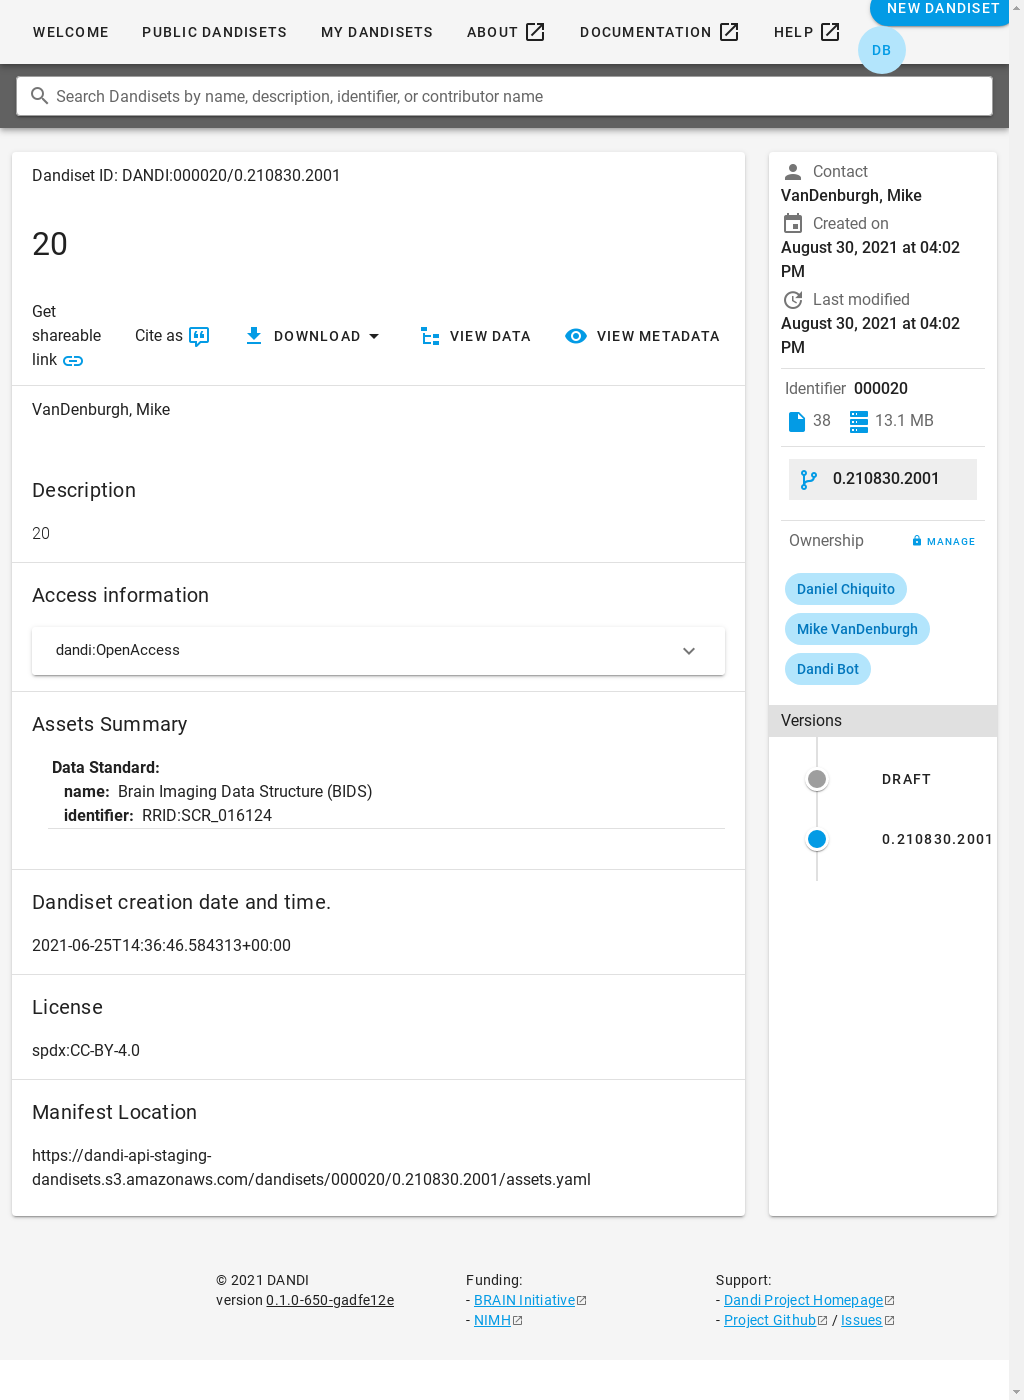 WELCOME
PUBLIC DANDISETS
MY DANDISETS
ABOUT
DOCUMENTATION
HELP
NEW DANDISET
DB
Search Dandisets by name, description, identifier, or contributor name
Dandiset ID: DANDI:000020/0.210830.2001
20
Get
shareable
link
Cite as
DOWNLOAD
VIEW DATA
VIEW METADATA
VanDenburgh, Mike
Description
20
Access information
dandi:OpenAccess
Assets Summary
Data Standard:
name: Brain Imaging Data Structure (BIDS)
identifier: RRID:SCR_016124
Dandiset creation date and time.
2021-06-25T14:36:46.584313+00:00
License
spdx:CC-BY-4.0
Manifest Location
https://dandi-api-staging-
dandisets.s3.amazonaws.com/dandisets/000020/0.210830.2001/assets.yaml
Contact
VanDenburgh, Mike
Created on
August 30, 2021 at 04:02
PM
Last modified
August 30, 2021 at 04:02
PM
Identifier 000020
38 13.1 MB
0.210830.2001
Ownership
MANAGE
Daniel Chiquito
Mike VanDenburgh
Dandi Bot
Versions
DRAFT
0.210830.2001
© 2021 DANDI
version 0.1.0-650-gadfe12e
Funding:
- BRAIN Initiative
- NIMH
Support:
- Dandi Project Homepage
- Project Github / Issues